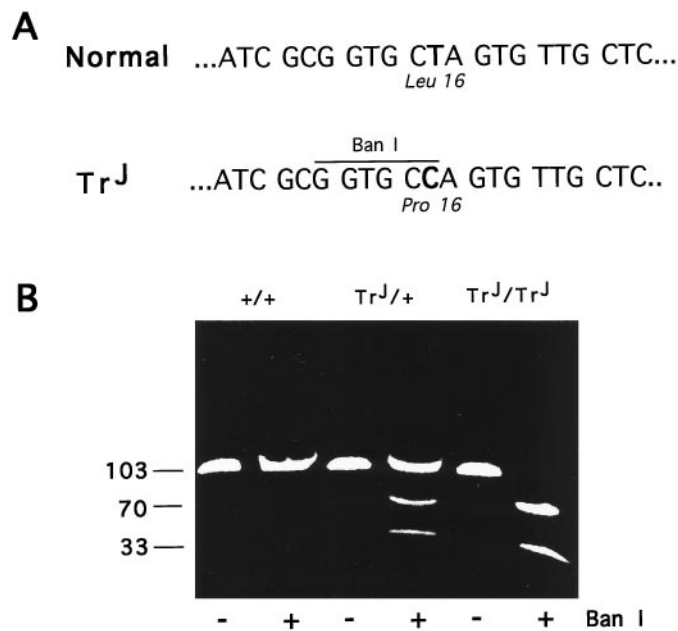 A
Normal ...ATC GCG GTG CTA GTG TTG CTC...
Leu 16
Ban I
TrJ ...ATC GCG GTG CCA GTG TTG CTC..
Pro 16
B
+/+ TrJ/+ TrJ/TrJ
103
70
33
- + - + - + Ban I